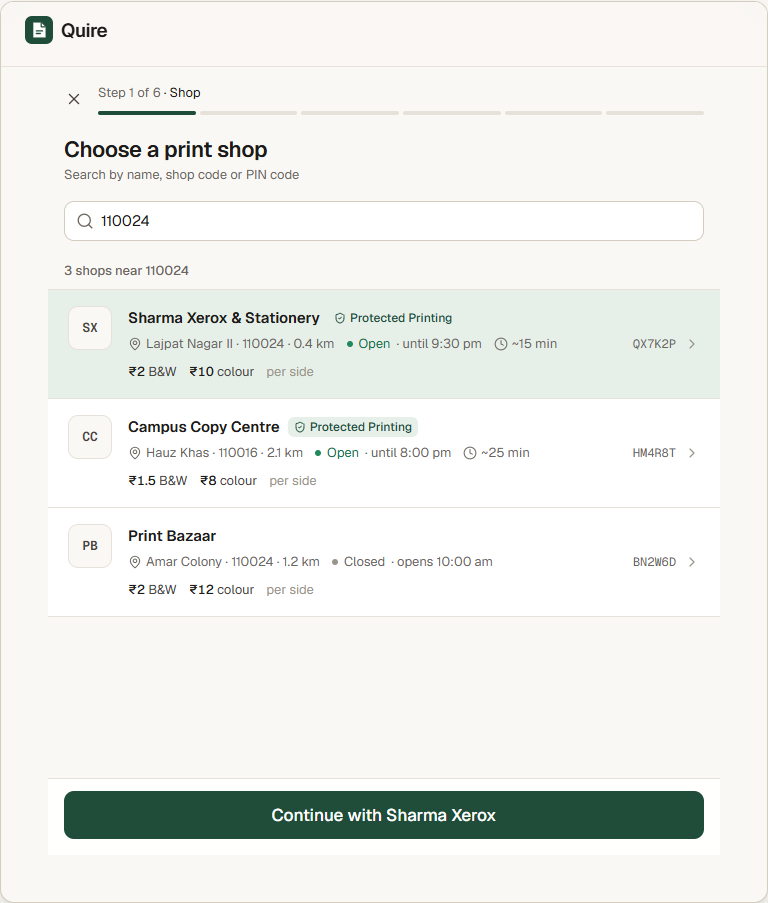 Quire
Step 1 of 6 · Shop
Choose a print shop
Search by name, shop code or PIN code
110024
3 shops near 110024
SX
Sharma Xerox & Stationery Protected Printing
Lajpat Nagar II · 110024 · 0.4 km Open · until 9:30 pm ~15 min QX7K2P
₹2 B&W ₹10 colour per side
CC
Campus Copy Centre Protected Printing
Hauz Khas · 110016 · 2.1 km Open · until 8:00 pm ~25 min HM4R8T
₹1.5 B&W ₹8 colour per side
PB
Print Bazaar
Amar Colony · 110024 · 1.2 km Closed · opens 10:00 am BN2W6D
₹2 B&W ₹12 colour per side
Continue with Sharma Xerox